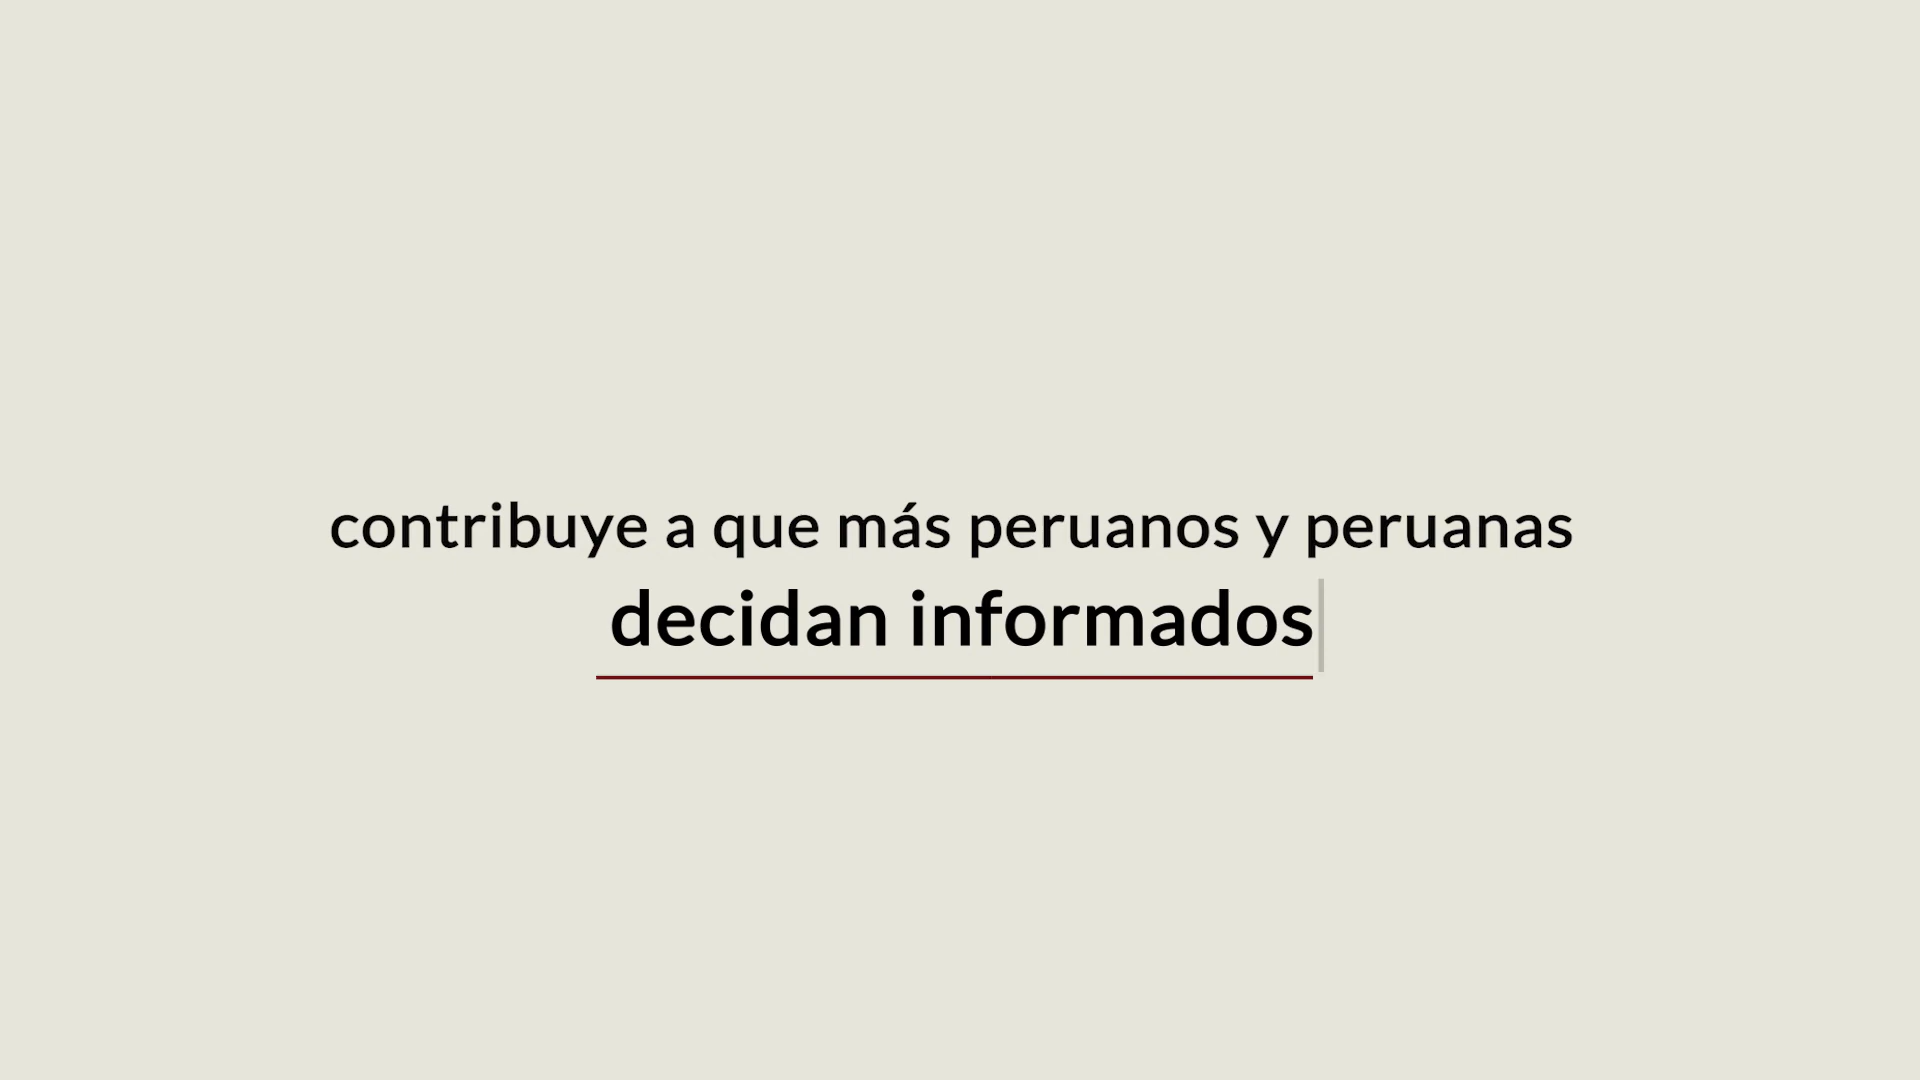 contribuye a que más peruanos y peruanas
decidan informados